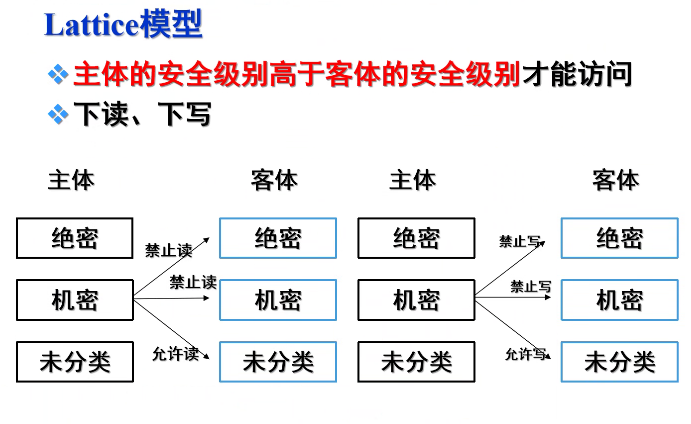 Lattice模型
主体的安全级别高于客体的安全级别才能访问
下读、下写
主体 客体 主体 客体
绝密 绝密 绝密 绝密
禁止读 禁止写
禁止读 禁止写
机密 机密 机密 机密
允许读 允许写
未分类 未分类 未分类 未分类